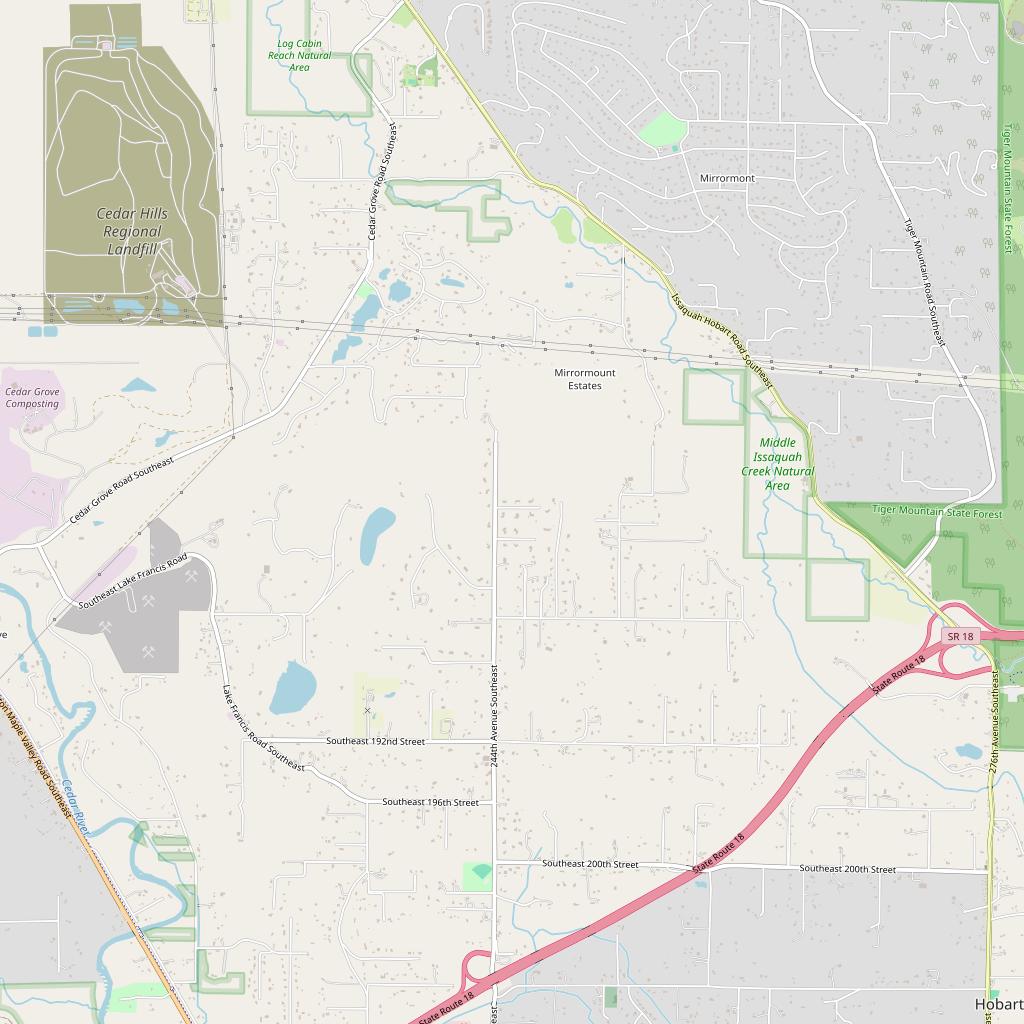 Log Cabin
Reach Natural
Area
Cedar Grove Road Southeast
Mirrormont
Tiger Mountain State Forest
Cedar Hills
Regional
Landfill
Tiger Mountain Road Southeast
Issaquah Hobart Road Southeast
Mirrormount
Estates
Cedar Grove
Composting
Middle
Issaquah
Creek Natural
Area
Cedar Grove Road Southeast
Tiger Mountain State Forest
Southeast Lake Francis Road
SR 18
State Route 18
Lake Francis Road Southeast
244th Avenue Southeast
276th Avenue Southeast
Southeast 192nd Street
Maple Valley Road Southeast
Cedar River
Southeast 196th Street
State Route 18
Southeast 200th Street
Southeast 200th Street
State Route 18
Hobart